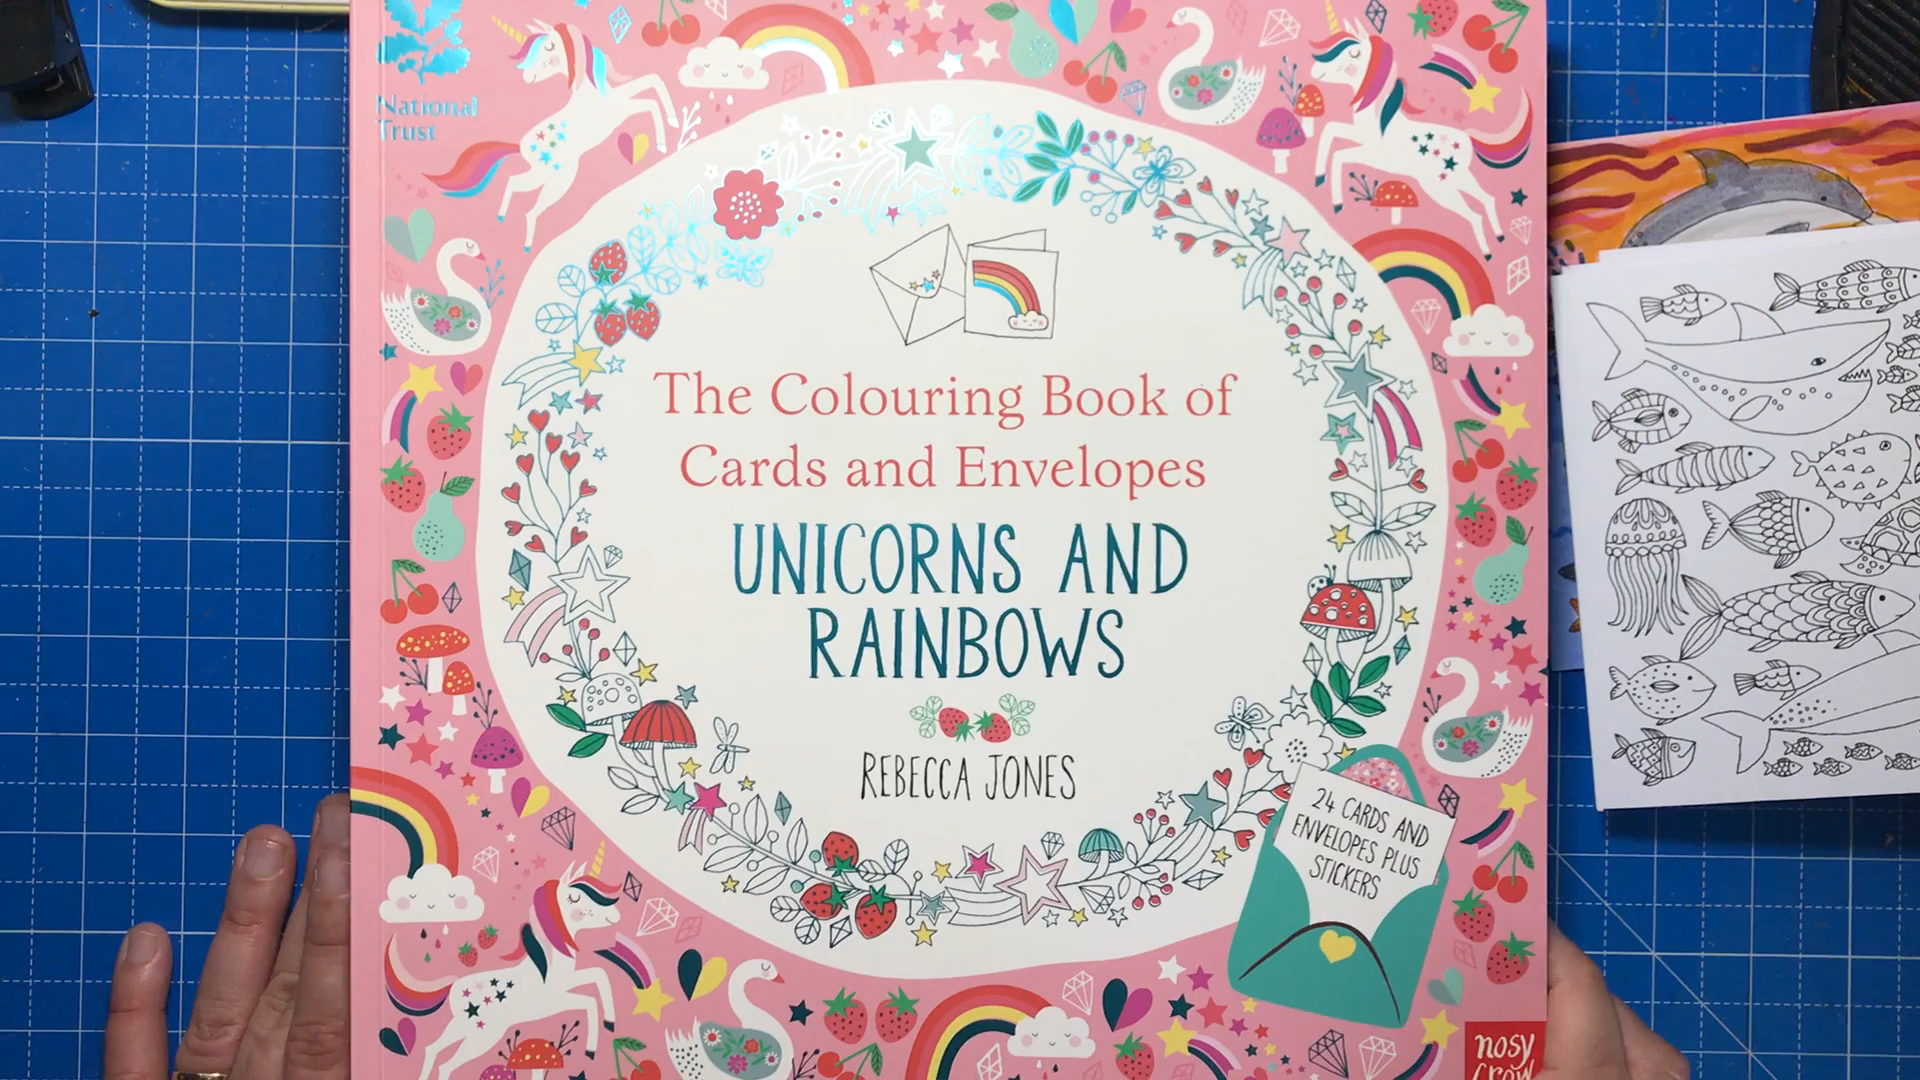 National
Trust
The Colouring Book of
Cards and Envelopes
UNICORNS AND
RAINBOWS
REBECCA JONES
24 CARDS AND
ENVELOPES PLUS
STICKERS
nosy
crow